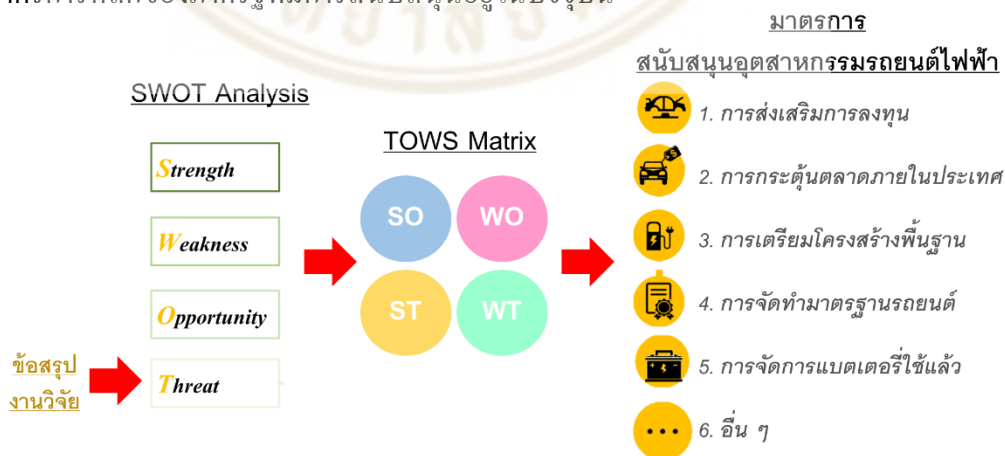 มาตรการ
สนับสนุนอุตสาหกรรมรถยนต์ไฟฟ้า
SWOT Analysis
Strength
Weakness
Opportunity
Threat
ข้อสรุป
งานวิจัย
TOWS Matrix
SO WO
ST WT
1. การส่งเสริมการลงทุน
2. การกระตุ้นตลาดภายในประเทศ
3. การเตรียมโครงสร้างพื้นฐาน
4. การจัดทำมาตรฐานรถยนต์
5. การจัดการแบตเตอรี่ใช้แล้ว
6. อื่น ๆ